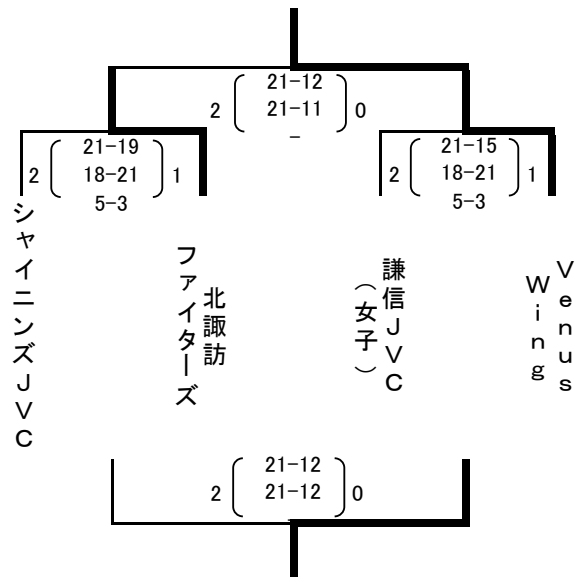 21-12
2 21-11 0
-
21-19
2 18-21 1
5-3
21-15
2 18-21 1
5-3
シャイニンズJVC
北諏訪
ファイターズ
謙信JVC
（女子）
Venus
Wing
21-12
2 21-12 0